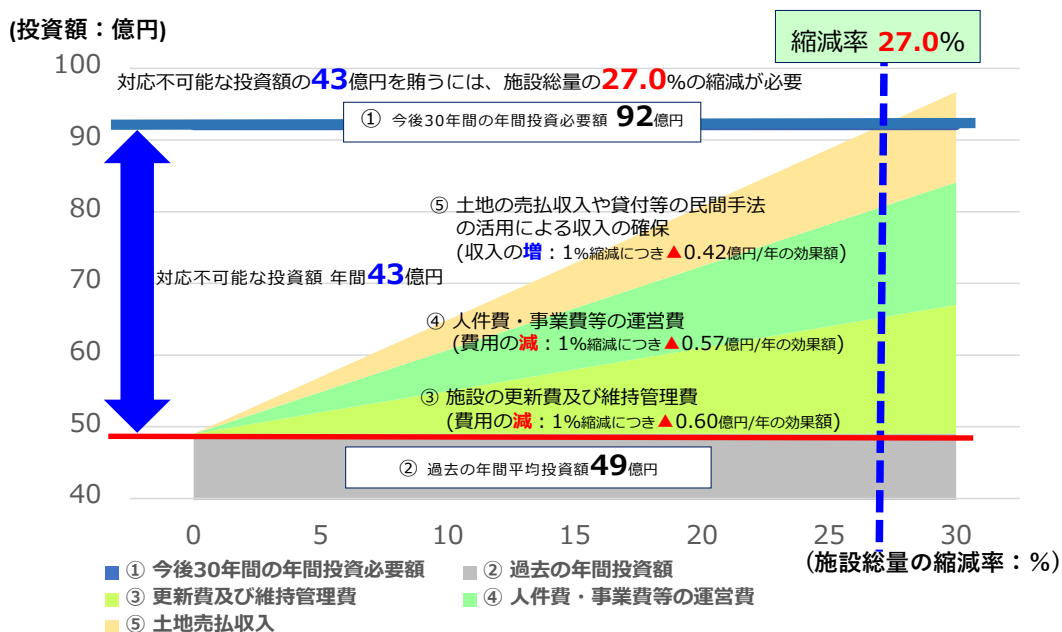 (投資額：億円)
縮減率 27.0%
対応不可能な投資額の43億円を賄うには、施設総量の27.0%の縮減が必要
① 今後30年間の年間投資必要額 92億円
⑤ 土地の売払収入や貸付等の民間手法
の活用による収入の確保
(収入の増：1%縮減につき▲0.42億円/年の効果額)
対応不可能な投資額 年間43億円
④ 人件費・事業費等の運営費
(費用の減：1%縮減につき▲0.57億円/年の効果額)
③ 施設の更新費及び維持管理費
(費用の減：1%縮減につき▲0.60億円/年の効果額)
② 過去の年間平均投資額49億円
100
90
80
70
60
50
40
0 5 10 15 20 25 30
(施設総量の縮減率：%)
① 今後30年間の年間投資必要額
② 過去の年間投資額
③ 更新費及び維持管理費
④ 人件費・事業費等の運営費
⑤ 土地売払収入